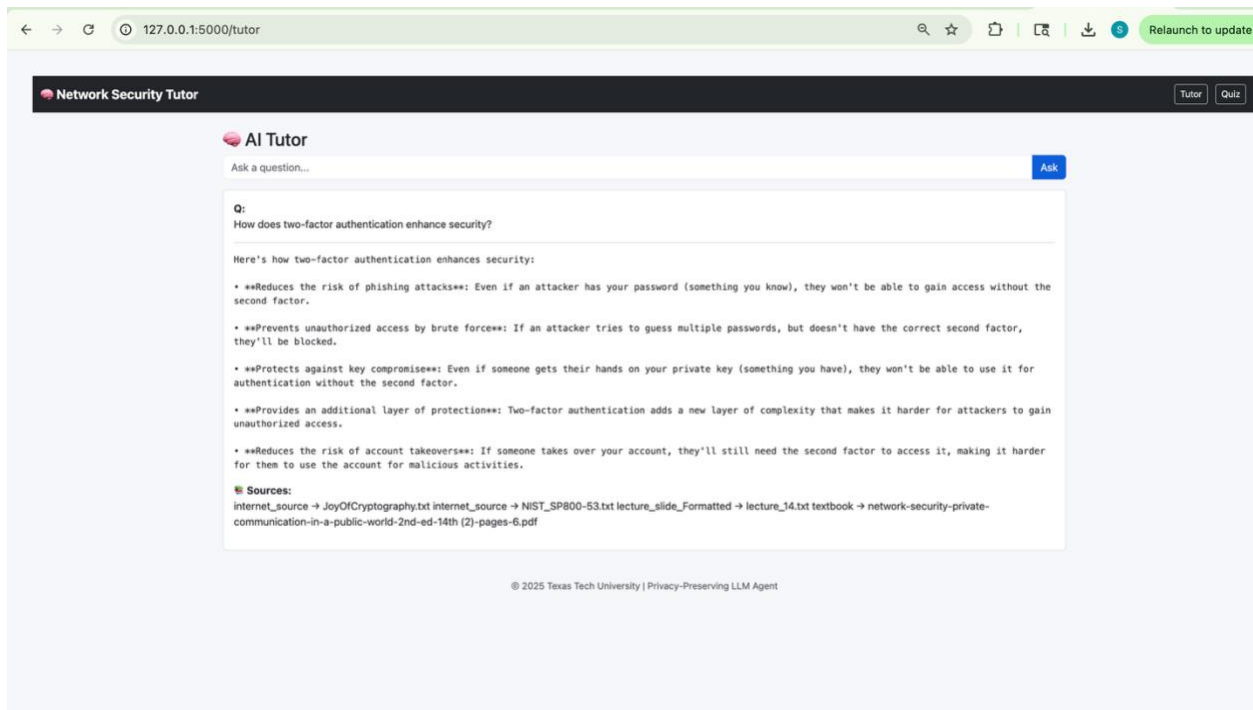 127.0.0.1:5000/tutor
S
Relaunch to update
Network Security Tutor
Tutor
Quiz
AI Tutor
Ask a question...
Ask
Q:
How does two-factor authentication enhance security?
Here's how two-factor authentication enhances security:
• **Reduces the risk of phishing attacks**: Even if an attacker has your password (something you know), they won't be able to gain access without the
second factor.
• **Prevents unauthorized access by brute force**: If an attacker tries to guess multiple passwords, but doesn't have the correct second factor,
they'll be blocked.
• **Protects against key compromise**: Even if someone gets their hands on your private key (something you have), they won't be able to use it for
authentication without the second factor.
• **Provides an additional layer of protection**: Two-factor authentication adds a new layer of complexity that makes it harder for attackers to gain
unauthorized access.
• **Reduces the risk of account takeovers**: If someone takes over your account, they'll still need the second factor to access it, making it harder
for them to use the account for malicious activities.
Sources:
internet_source → JoyOfCryptography.txt internet_source → NIST_SP800-53.txt lecture_slide_Formatted → lecture_14.txt textbook → network-security-private-
communication-in-a-public-world-2nd-ed-14th (2)-pages-6.pdf
© 2025 Texas Tech University | Privacy-Preserving LLM Agent